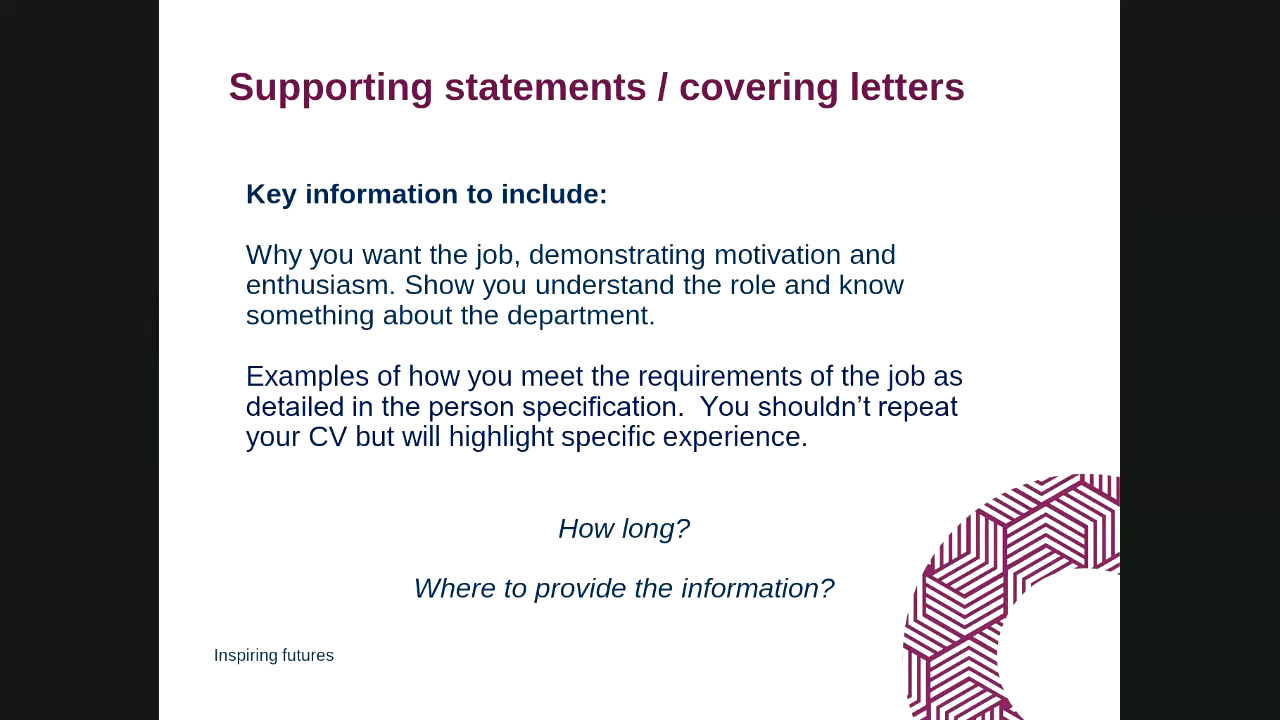 Supporting statements / covering letters
Key information to include:
Why you want the job, demonstrating motivation and
enthusiasm. Show you understand the role and know
something about the department.
Examples of how you meet the requirements of the job as
detailed in the person specification.  You shouldn’t repeat
your CV but will highlight specific experience.
How long?
Where to provide the information?
Inspiring futures